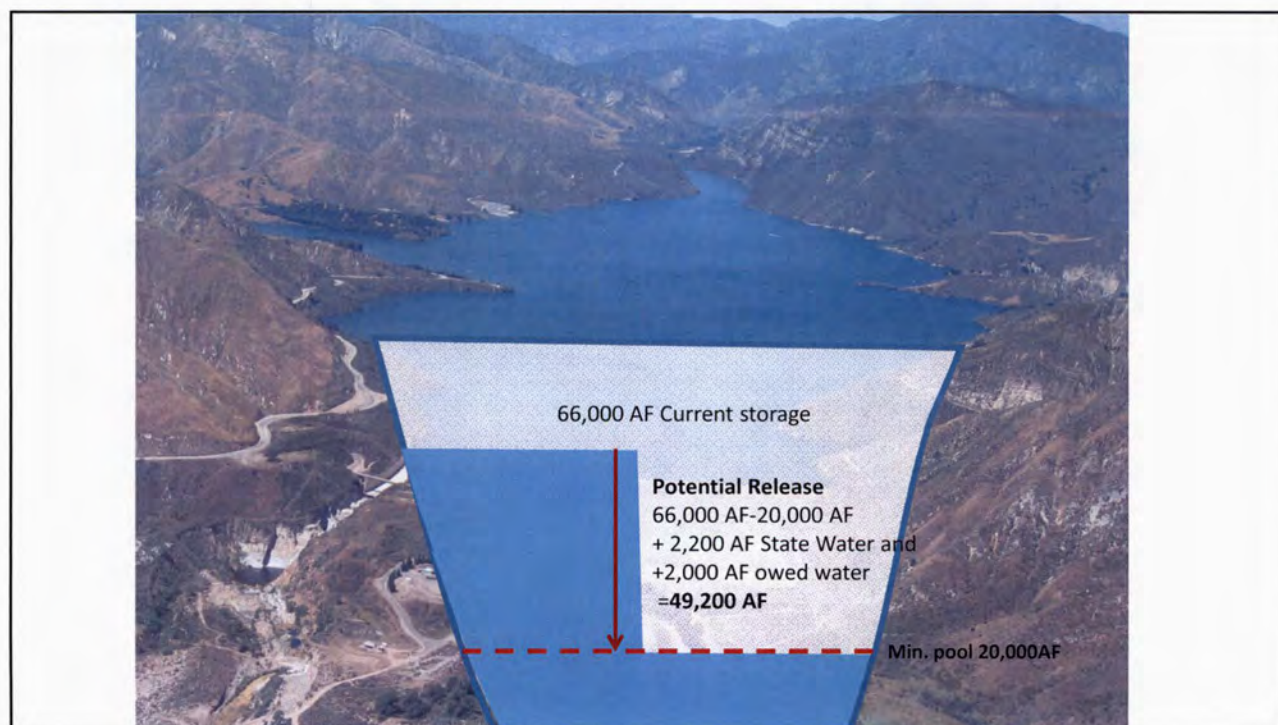 66,000 AF Current storage
Potential Release
66,000 AF-20,000 AF
+ 2,200 AF State Water and
+2,000 AF owed water
=49,200 AF
Min. pool 20,000AF